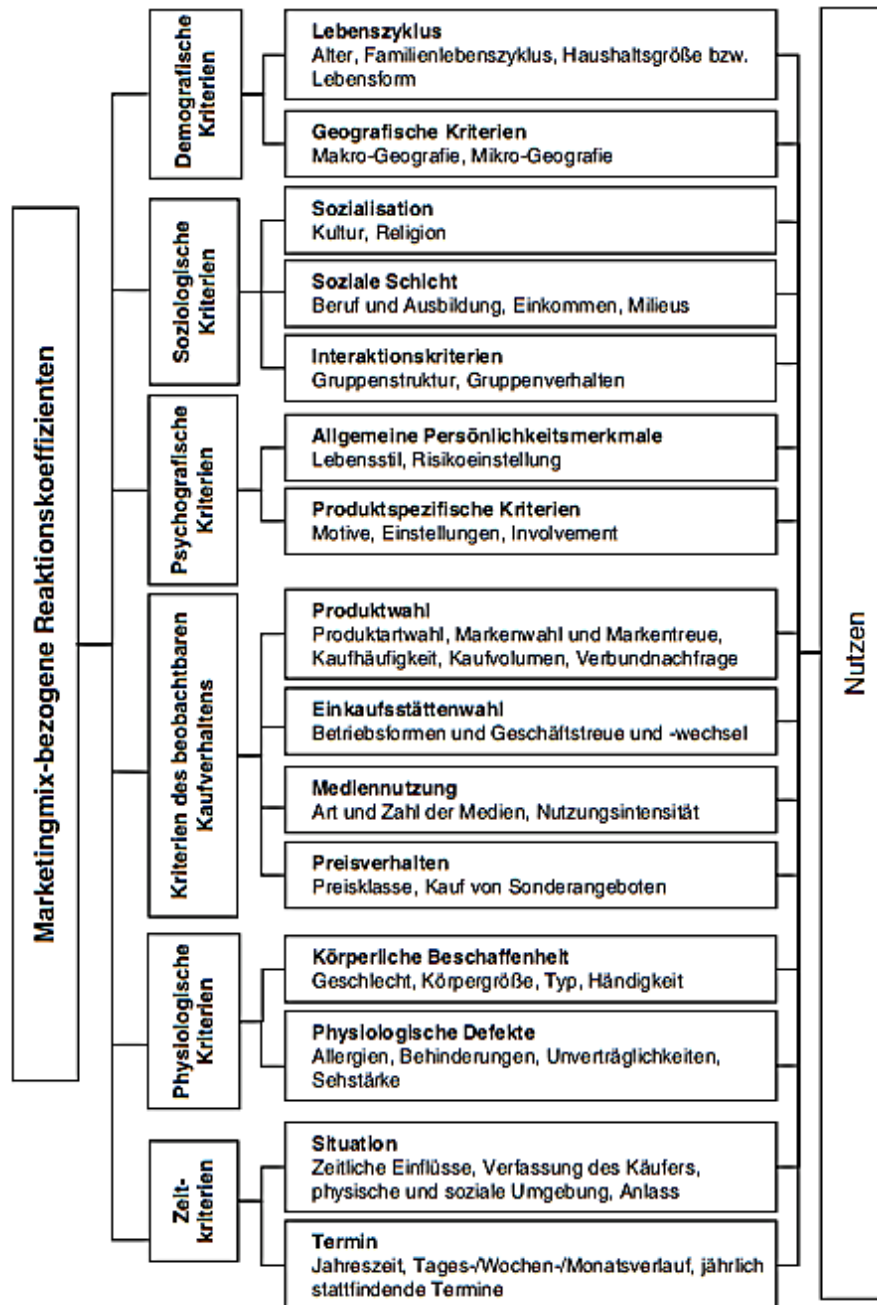 Marketingmix-bezogene Reaktionskoeffizienten
Demografische
Kriterien
Lebenszyklus
Alter, Familienlebenszyklus, Haushaltsgröße bzw.
Lebensform
Geografische Kriterien
Makro-Geografie, Mikro-Geografie
Soziologische
Kriterien
Sozialisation
Kultur, Religion
Soziale Schicht
Beruf und Ausbildung, Einkommen, Milieus
Interaktionskriterien
Gruppenstruktur, Gruppenverhalten
Psychografische
Kriterien
Allgemeine Persönlichkeitsmerkmale
Lebensstil, Risikoeinstellung
Produktspezifische Kriterien
Motive, Einstellungen, Involvement
Kriterien des beobachtbaren
Kaufverhaltens
Produktwahl
Produktartwahl, Markenwahl und Markentreue,
Kaufhäufigkeit, Kaufvolumen, Verbundnachfrage
Einkaufsstättenwahl
Betriebsformen und Geschäftstreue und -wechsel
Mediennutzung
Art und Zahl der Medien, Nutzungsintensität
Preisverhalten
Preisklasse, Kauf von Sonderangeboten
Physiologische
Kriterien
Körperliche Beschaffenheit
Geschlecht, Körpergröße, Typ, Händigkeit
Physiologische Defekte
Allergien, Behinderungen, Unverträglichkeiten,
Sehstärke
Zeit-
kriterien
Situation
Zeitliche Einflüsse, Verfassung des Käufers,
physische und soziale Umgebung, Anlass
Termin
Jahreszeit, Tages-/Wochen-/Monatsverlauf, jährlich
stattfindende Termine
Nutzen